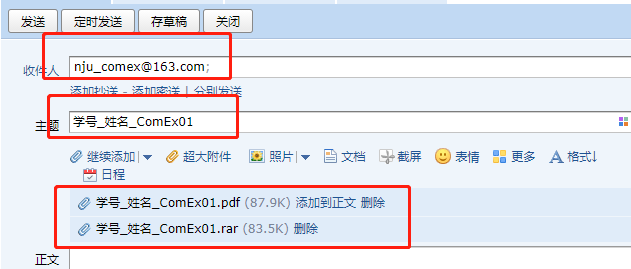 发送 定时发送 存草稿 关闭
收件人 nju_comex@163.com;
添加抄送 - 添加密送 | 分别发送
主题 学号_姓名_ComEx01
继续添加 | 超大附件 照片 | 文档 截屏 表情 更多 格式↓
日程
学号_姓名_ComEx01.pdf (87.9K) 添加到正文 删除
学号_姓名_ComEx01.rar (83.5K) 删除
正文